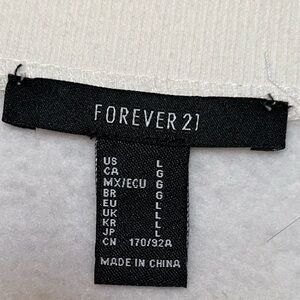 FOREVER 21
US L
CA G
MX/ECU G
BR G
EU L
UK L
KR L
JP L
CN 170/92A
MADE IN CHINA